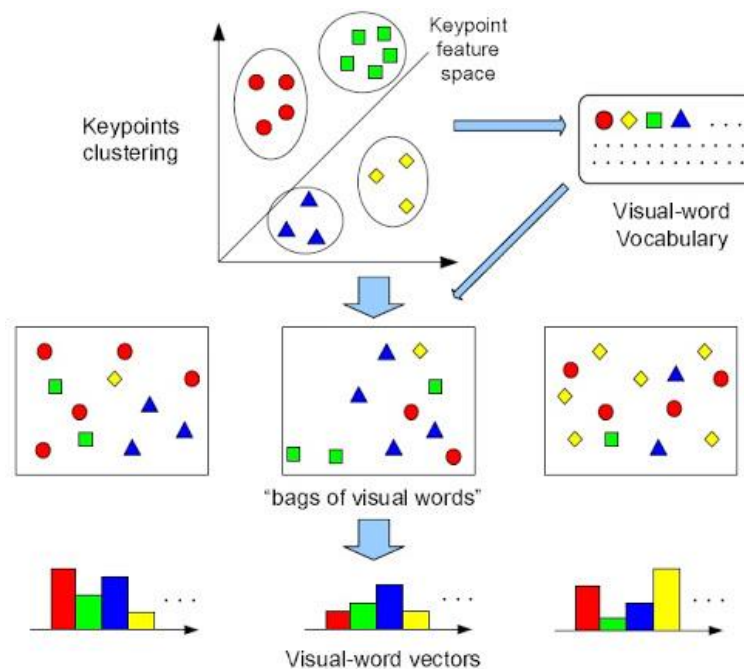 Keypoint
feature
space
Keypoints
clustering
. . . .
Visual-word
Vocabulary
“bags of visual words”
. . .
. . .
. . .
Visual-word vectors